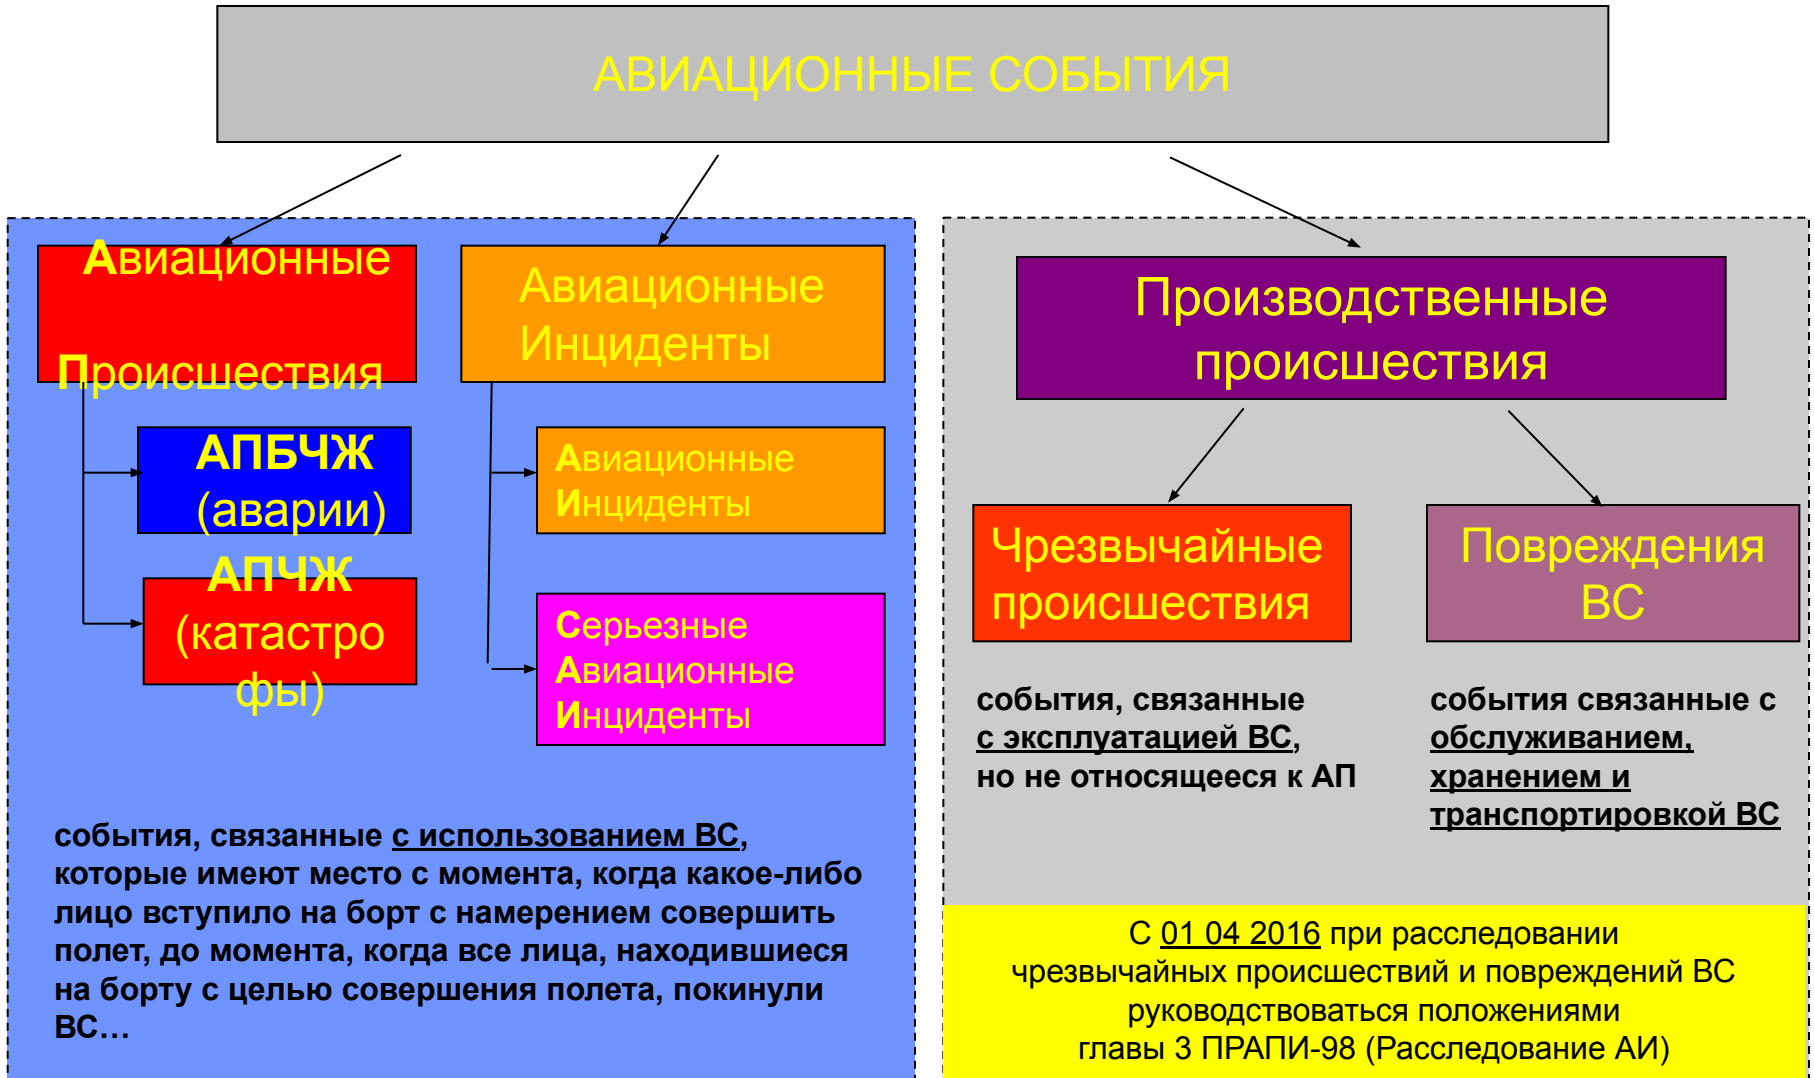 АВИАЦИОННЫЕ СОБЫТИЯ
Авиационные
Происшествия
АПБЧЖ
(аварии)
АПЧЖ
(катастро
фы)
Авиационные
Инциденты
Авиационные
Инциденты
Серьезные
Авиационные
Инциденты
события, связанные с использованием ВС,
которые имеют место с момента, когда какое-либо
лицо вступило на борт с намерением совершить
полет, до момента, когда все лица, находившиеся
на борту с целью совершения полета, покинули
ВС…
Производственные
происшествия
Чрезвычайные
происшествия
события, связанные
с эксплуатацией ВС,
но не относящееся к АП
Повреждения
ВС
события связанные с
обслуживанием,
хранением и
транспортировкой ВС
С 01 04 2016 при расследовании
чрезвычайных происшествий и повреждений ВС
руководствоваться положениями
главы 3 ПРАПИ-98 (Расследование АИ)